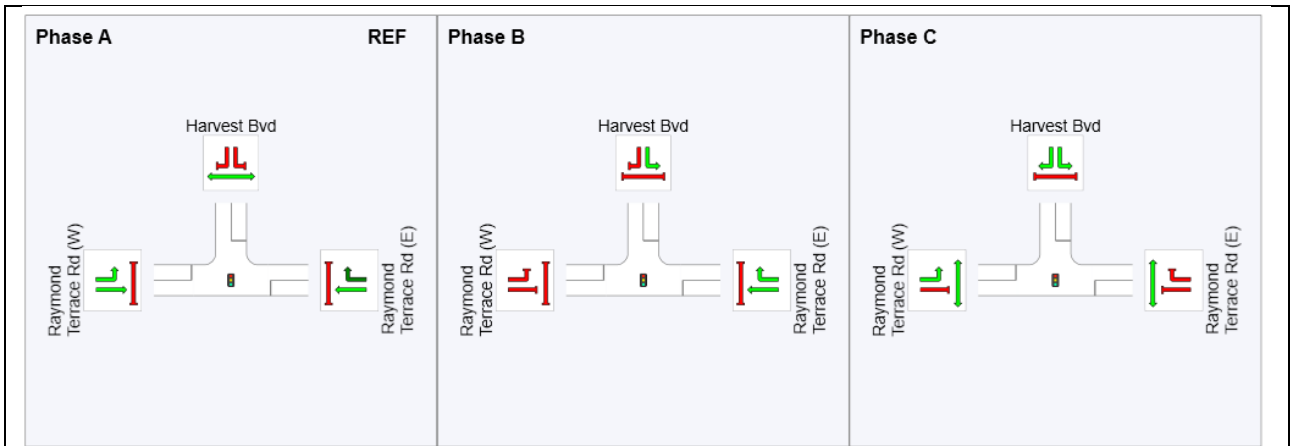 Phase A
REF
Phase B
Phase C
Harvest Bvd
Harvest Bvd
Harvest Bvd
Raymond
Terrace Rd (W)
Raymond
Terrace Rd (E)
Raymond
Terrace Rd (W)
Raymond
Terrace Rd (E)
Raymond
Terrace Rd (W)
Raymond
Terrace Rd (E)